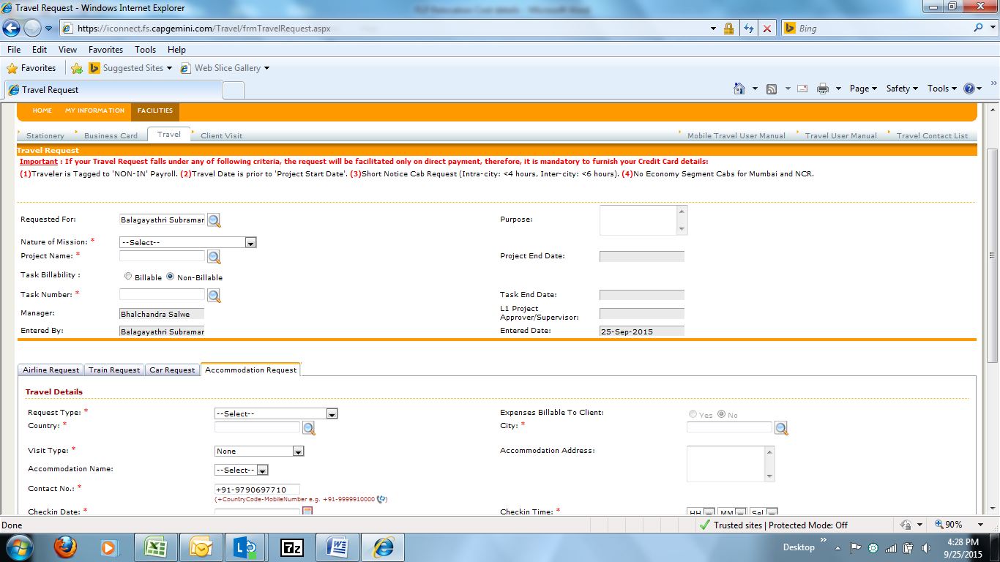 Travel Request - Windows Internet Explorer
https://iconnect.fs.capgemini.com/Travel/frmTravelRequest.aspx
Bing
File Edit View Favorites Tools Help
Favorites Suggested Sites Web Slice Gallery
Travel Request
Page Safety Tools
HOME MY INFORMATION FACILITIES
Stationery Business Card Travel Client Visit Mobile Travel User Manual Travel User Manual Travel Contact List
Travel Request
Important : If your Travel Request falls under any of following criteria, the request will be facilitated only on direct payment, therefore, it is mandatory to furnish your Credit Card details:
(1)Traveler is Tagged to 'NON-IN' Payroll. (2)Travel Date is prior to 'Project Start Date'. (3)Short Notice Cab Request (Intra-city: <4 hours, Inter-city: <6 hours). (4)No Economy Segment Cabs for Mumbai and NCR.
Requested For: Balagayathri Subramar Purpose:
Nature of Mission: * --Select--
Project Name: * Project End Date:
Task Billability : Billable Non-Billable
Task Number: * Task End Date:
Manager: Bhalchandra Salwe L1 Project
Approver/Supervisor:
Entered By: Balagayathri Subramar Entered Date: 25-Sep-2015
Airline Request Train Request Car Request Accommodation Request
Travel Details
Request Type: * --Select-- Expenses Billable To Client: Yes No
Country: * City: *
Visit Type: * None Accommodation Address:
Accommodation Name: --Select--
Contact No.: * +91-9790697710
(+CountryCode-MobileNumber e.g. +91-9999910000 )
Checkin Date: * Checkin Time: * HH MM Sel
Done Trusted sites | Protected Mode: Off 90%
Desktop 4:28 PM
9/25/2015